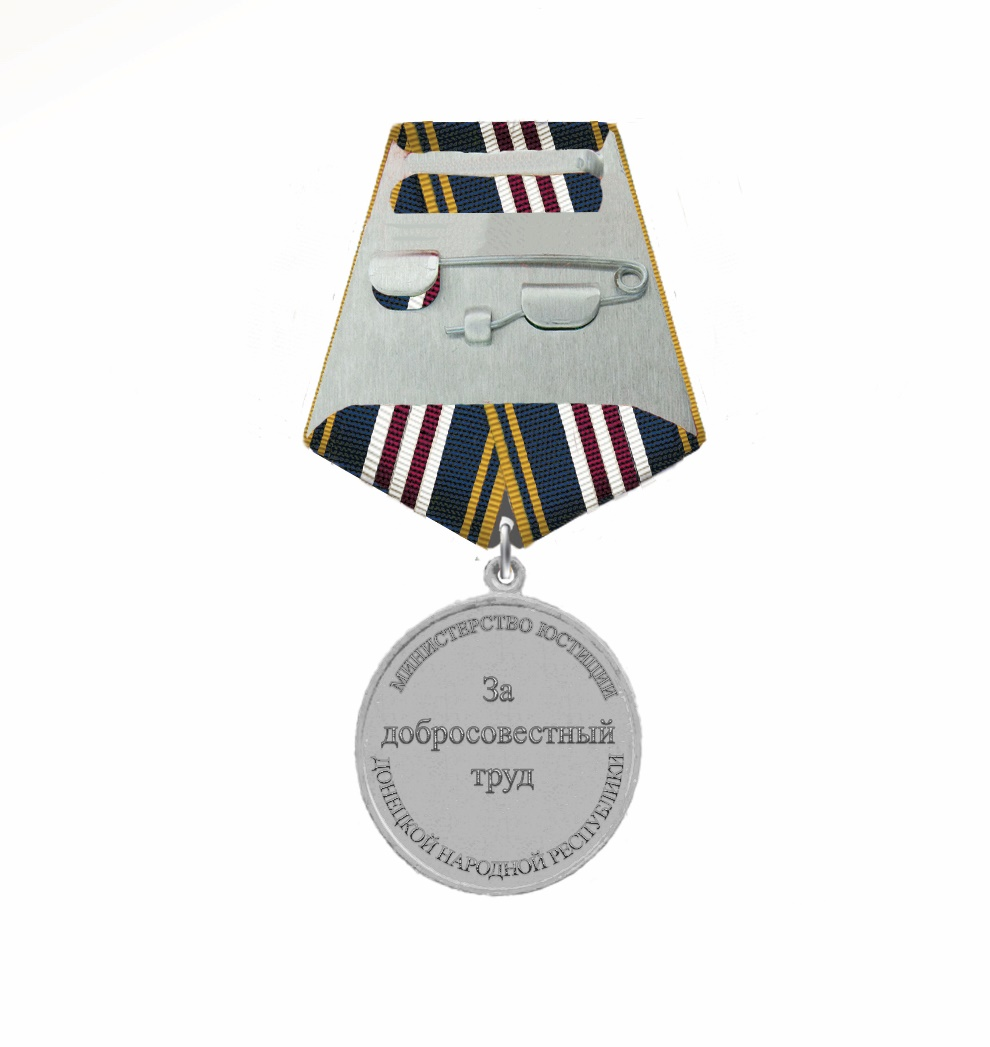 МИНИСТЕРСТВО ЮСТИЦИИ
За
добросовестный
труд
ДОНЕЦКОЙ НАРОДНОЙ РЕСПУБЛИКИ